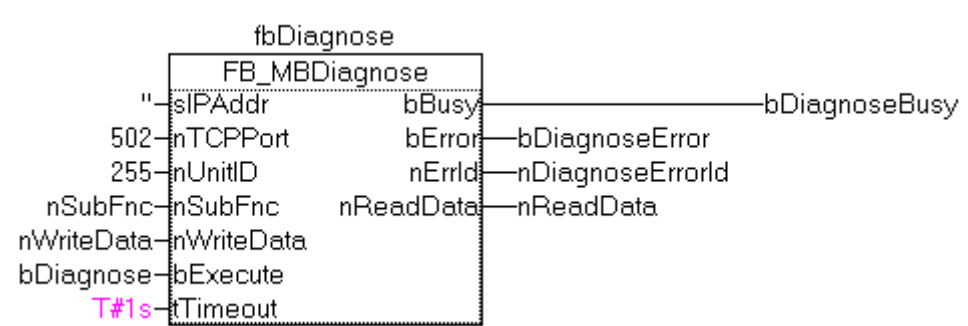 fbDiagnose
FB_MBDiagnose
'' sIPAddr bBusy bDiagnoseBusy
502 nTCPPort bError bDiagnoseError
255 nUnitID nErrId nDiagnoseErrorId
nSubFnc nSubFnc nReadData nReadData
nWriteData nWriteData
bDiagnose bExecute
T#1s tTimeout